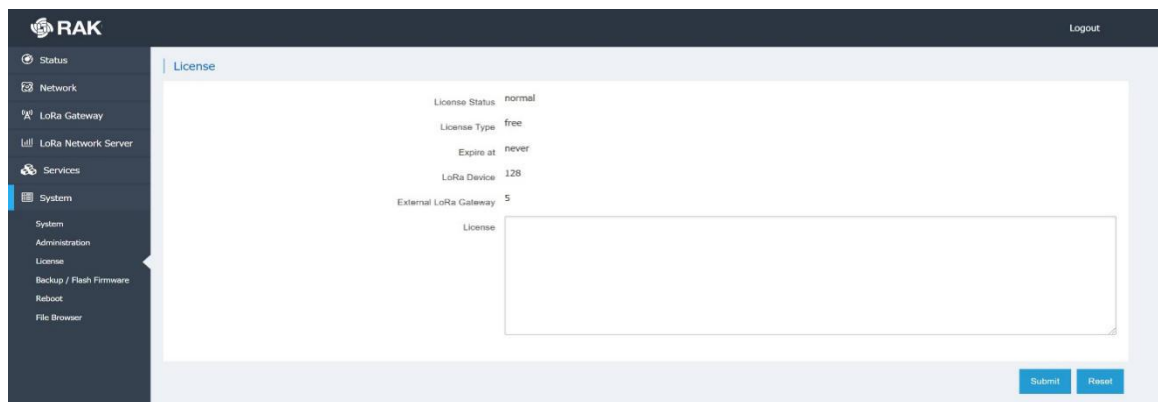 RAK
Logout
Status
Network
LoRa Gateway
LoRa Network Server
Services
System
System
Administration
License
Backup / Flash Firmware
Reboot
File Browser
License
License Status normal
License Type free
Expire at never
LoRa Device 128
External LoRa Gateway 5
License
Submit Reset